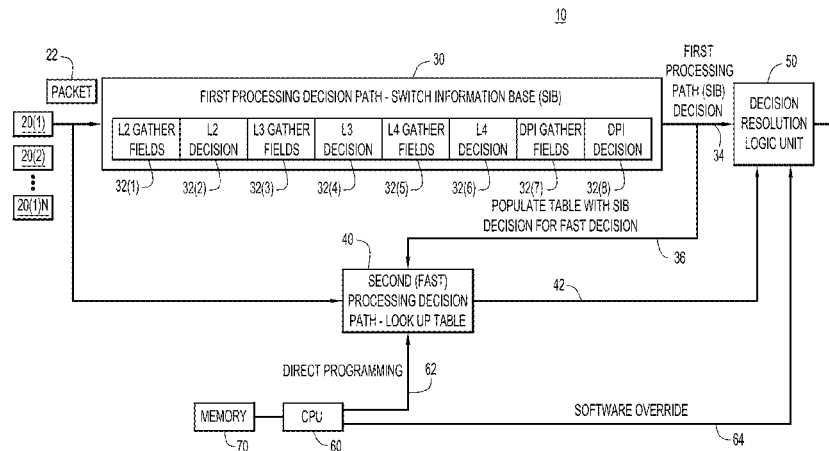 10
22
PACKET
20(1)
20(2)
20(1)N
30
FIRST PROCESSING DECISION PATH - SWITCH INFORMATION BASE (SIB)
L2 GATHER FIELDS
L2 DECISION
L3 GATHER FIELDS
L3 DECISION
L4 GATHER FIELDS
L4 DECISION
DPI GATHER FIELDS
DPI DECISION
32(1)
32(2)
32(3)
32(4)
32(5)
32(6)
32(7)
32(8)
FIRST
PROCESSING
PATH (SIB)
DECISION
34
50
DECISION
RESOLUTION
LOGIC UNIT
POPULATE TABLE WITH SIB
DECISION FOR FAST DECISION
36
40
SECOND (FAST)
PROCESSING DECISION
PATH - LOOK UP TABLE
42
DIRECT PROGRAMMING
62
MEMORY
70
CPU
60
SOFTWARE OVERRIDE
64